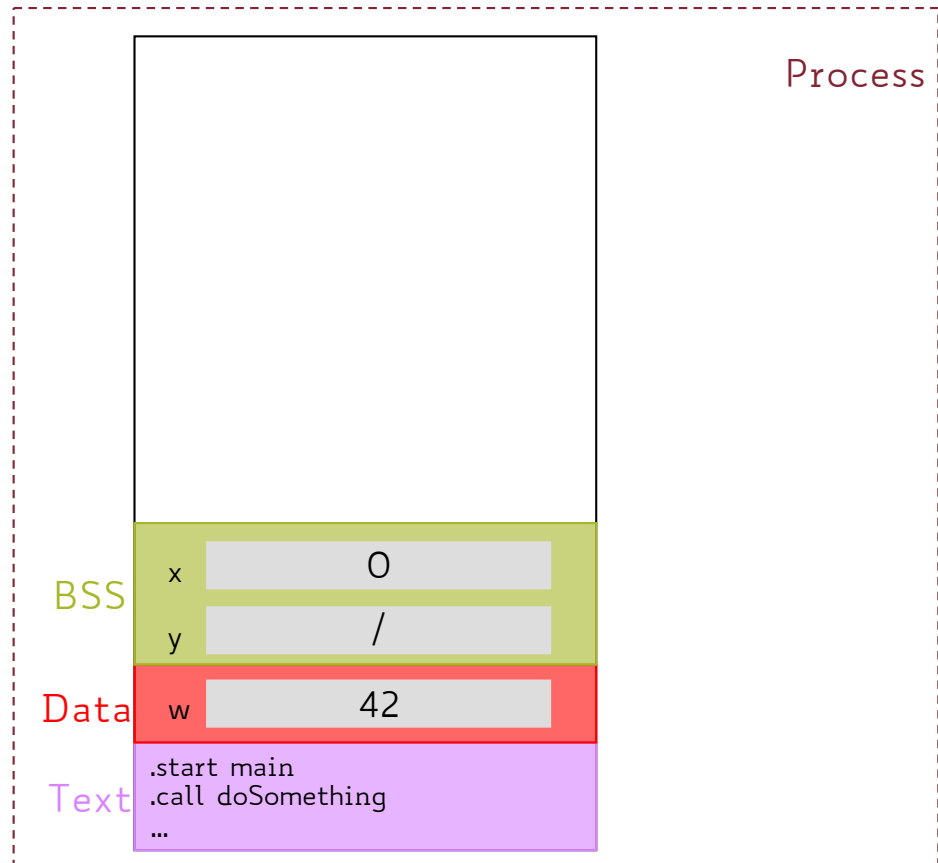 Process
BSS
x 0
y /
Data
w 42
Text
.start main
.call doSomething
...